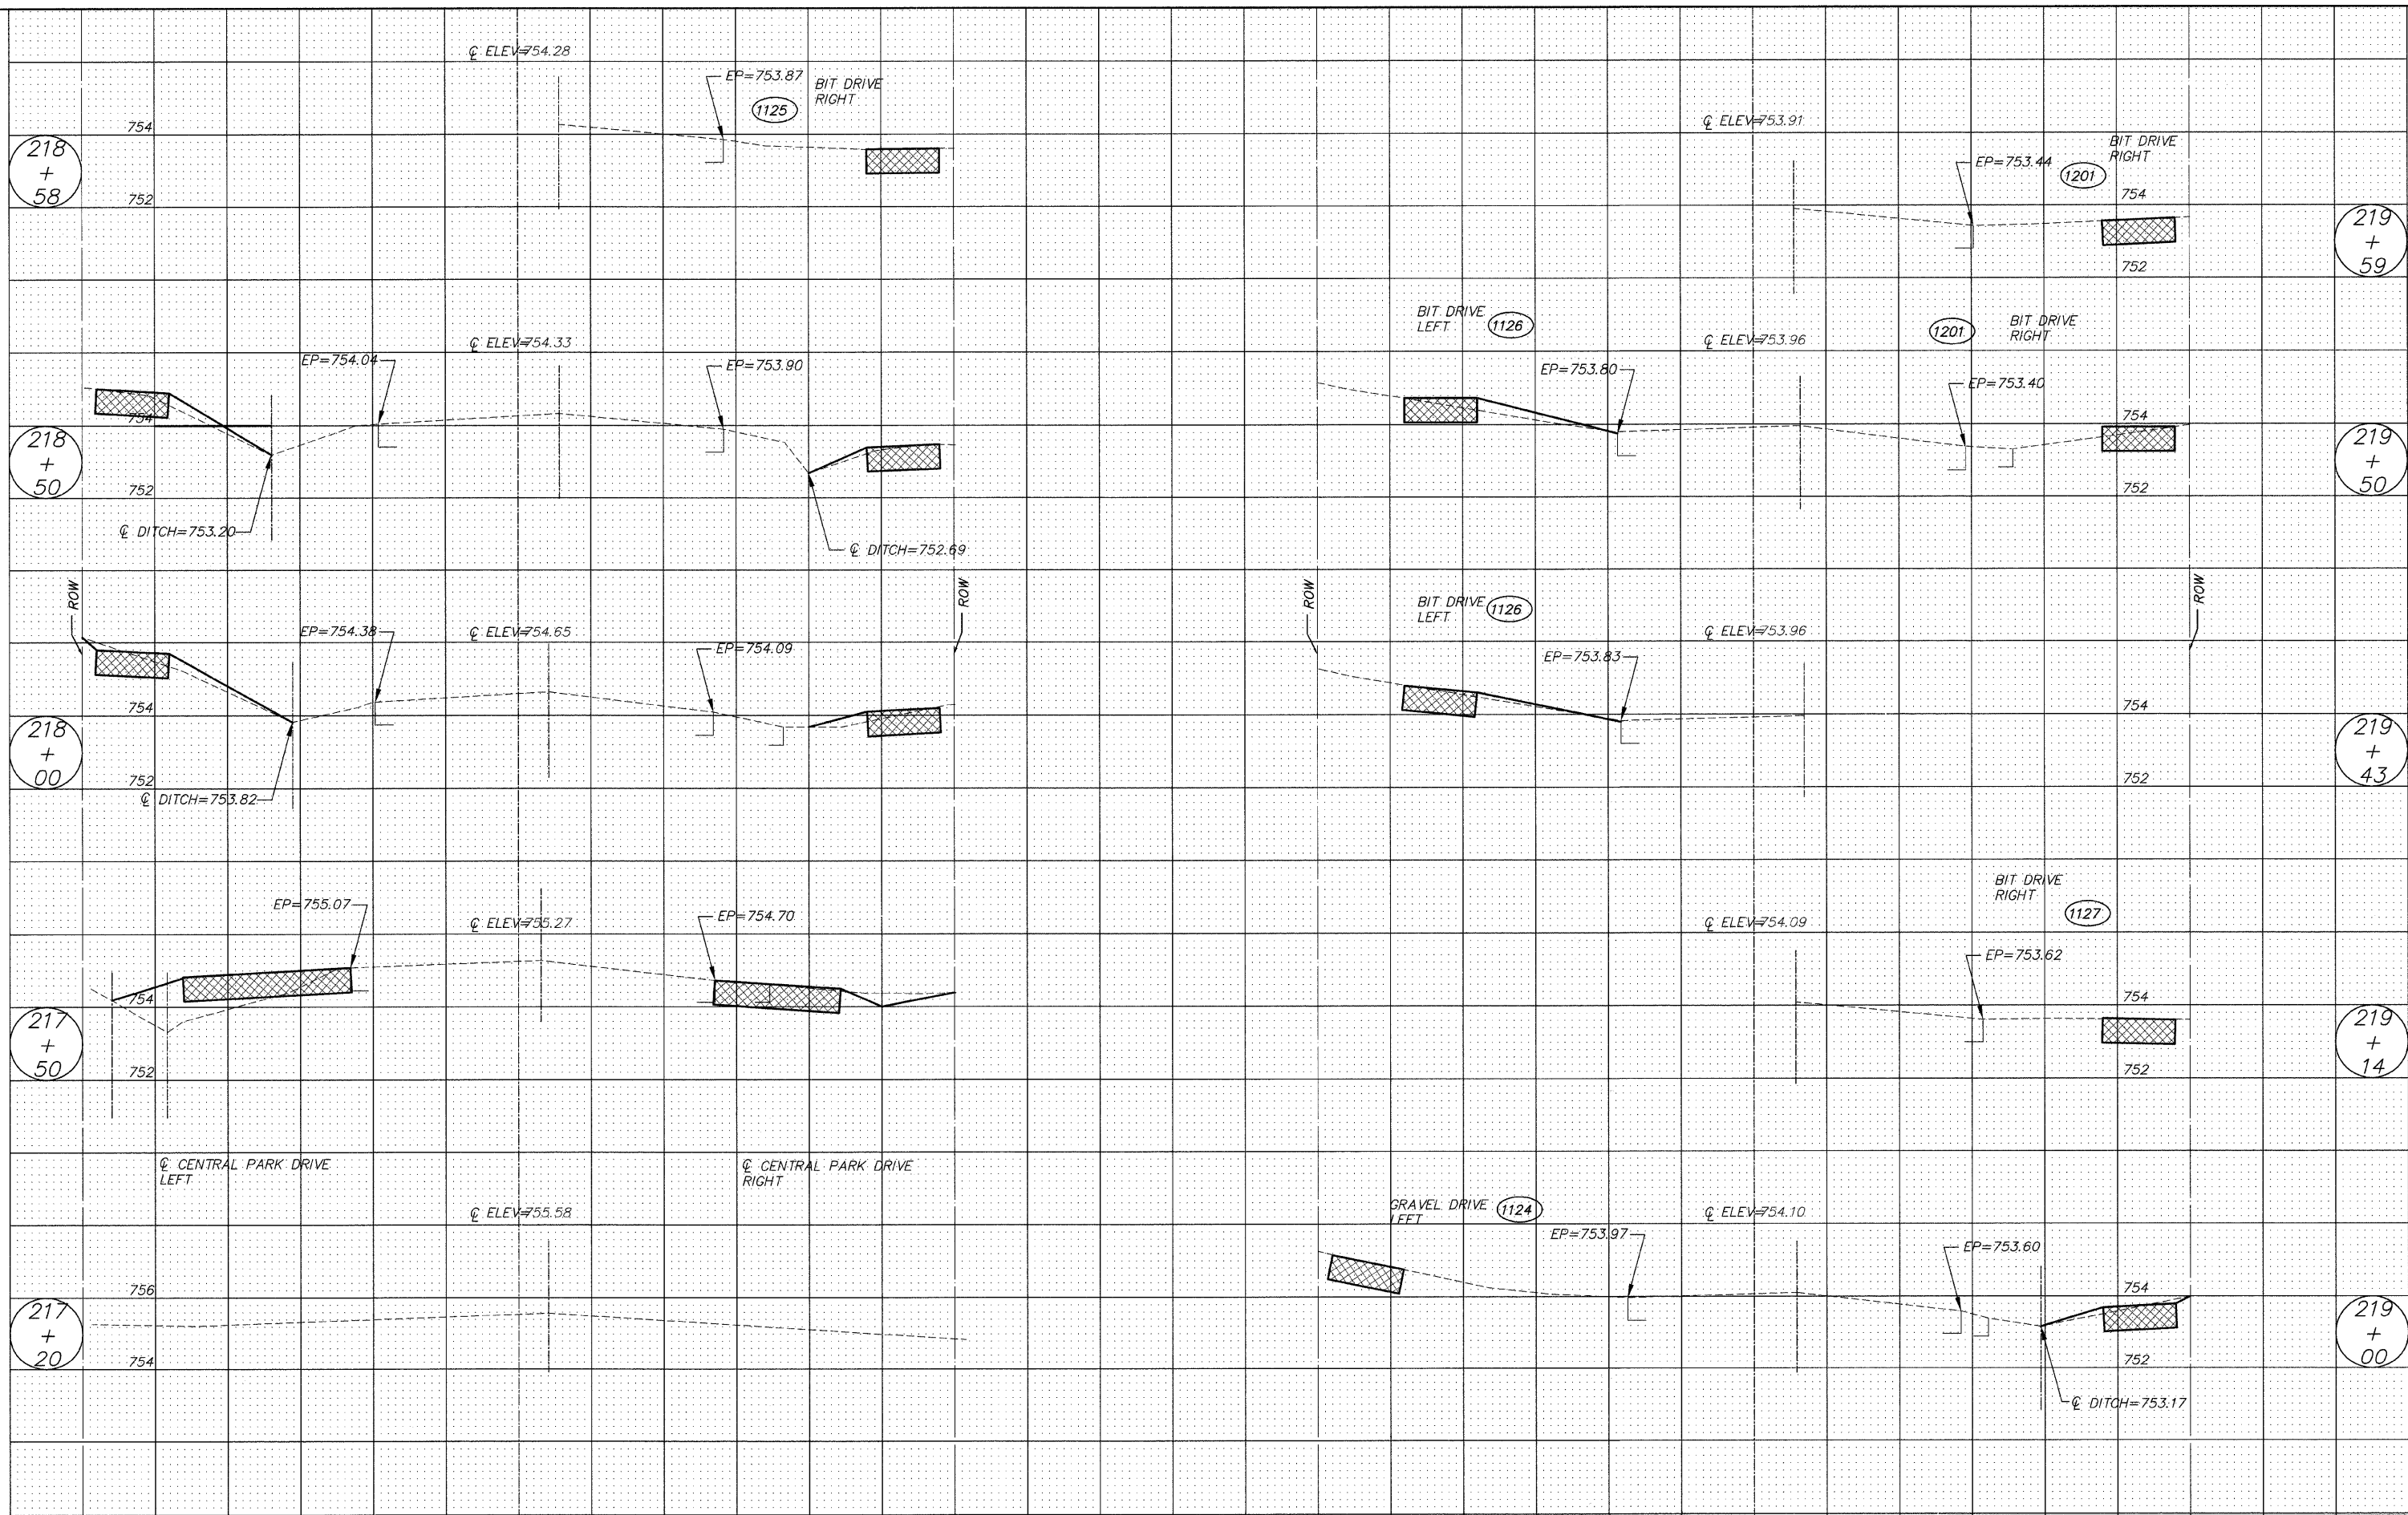 ℄ ELEV=754.28
EP=753.87
BIT DRIVE
RIGHT
1125
754
752
218
+
58
℄ ELEV=754.33
EP=754.04
EP=753.90
754
752
218
+
50
℄ DITCH=753.20
℄ DITCH=752.69
ROW
ROW
EP=754.38
℄ ELEV=754.65
EP=754.09
754
752
218
+
00
℄ DITCH=753.82
EP=755.07
℄ ELEV=755.27
EP=754.70
754
752
217
+
50
℄ CENTRAL PARK DRIVE
LEFT
℄ CENTRAL PARK DRIVE
RIGHT
℄ ELEV=755.58
756
754
217
+
20
℄ ELEV=753.91
EP=753.44
BIT DRIVE
RIGHT
1201
754
752
219
+
59
BIT DRIVE
LEFT
1126
EP=753.80
℄ ELEV=753.96
1201
BIT DRIVE
RIGHT
EP=753.40
754
752
219
+
50
ROW
ROW
BIT DRIVE
LEFT
1126
EP=753.83
℄ ELEV=753.96
754
752
219
+
43
BIT DRIVE
RIGHT
1127
℄ ELEV=754.09
EP=753.62
754
752
219
+
14
GRAVEL DRIVE
LEFT
1124
EP=753.97
℄ ELEV=754.10
EP=753.60
754
752
219
+
00
℄ DITCH=753.17